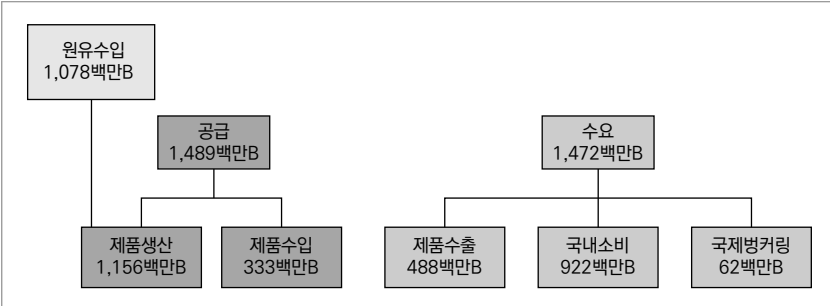 원유수입
1,078백만B
공급
1,489백만B
수요
1,472백만B
제품생산
1,156백만B
제품수입
333백만B
제품수출
488백만B
국내소비
922백만B
국제벙커링
62백만B